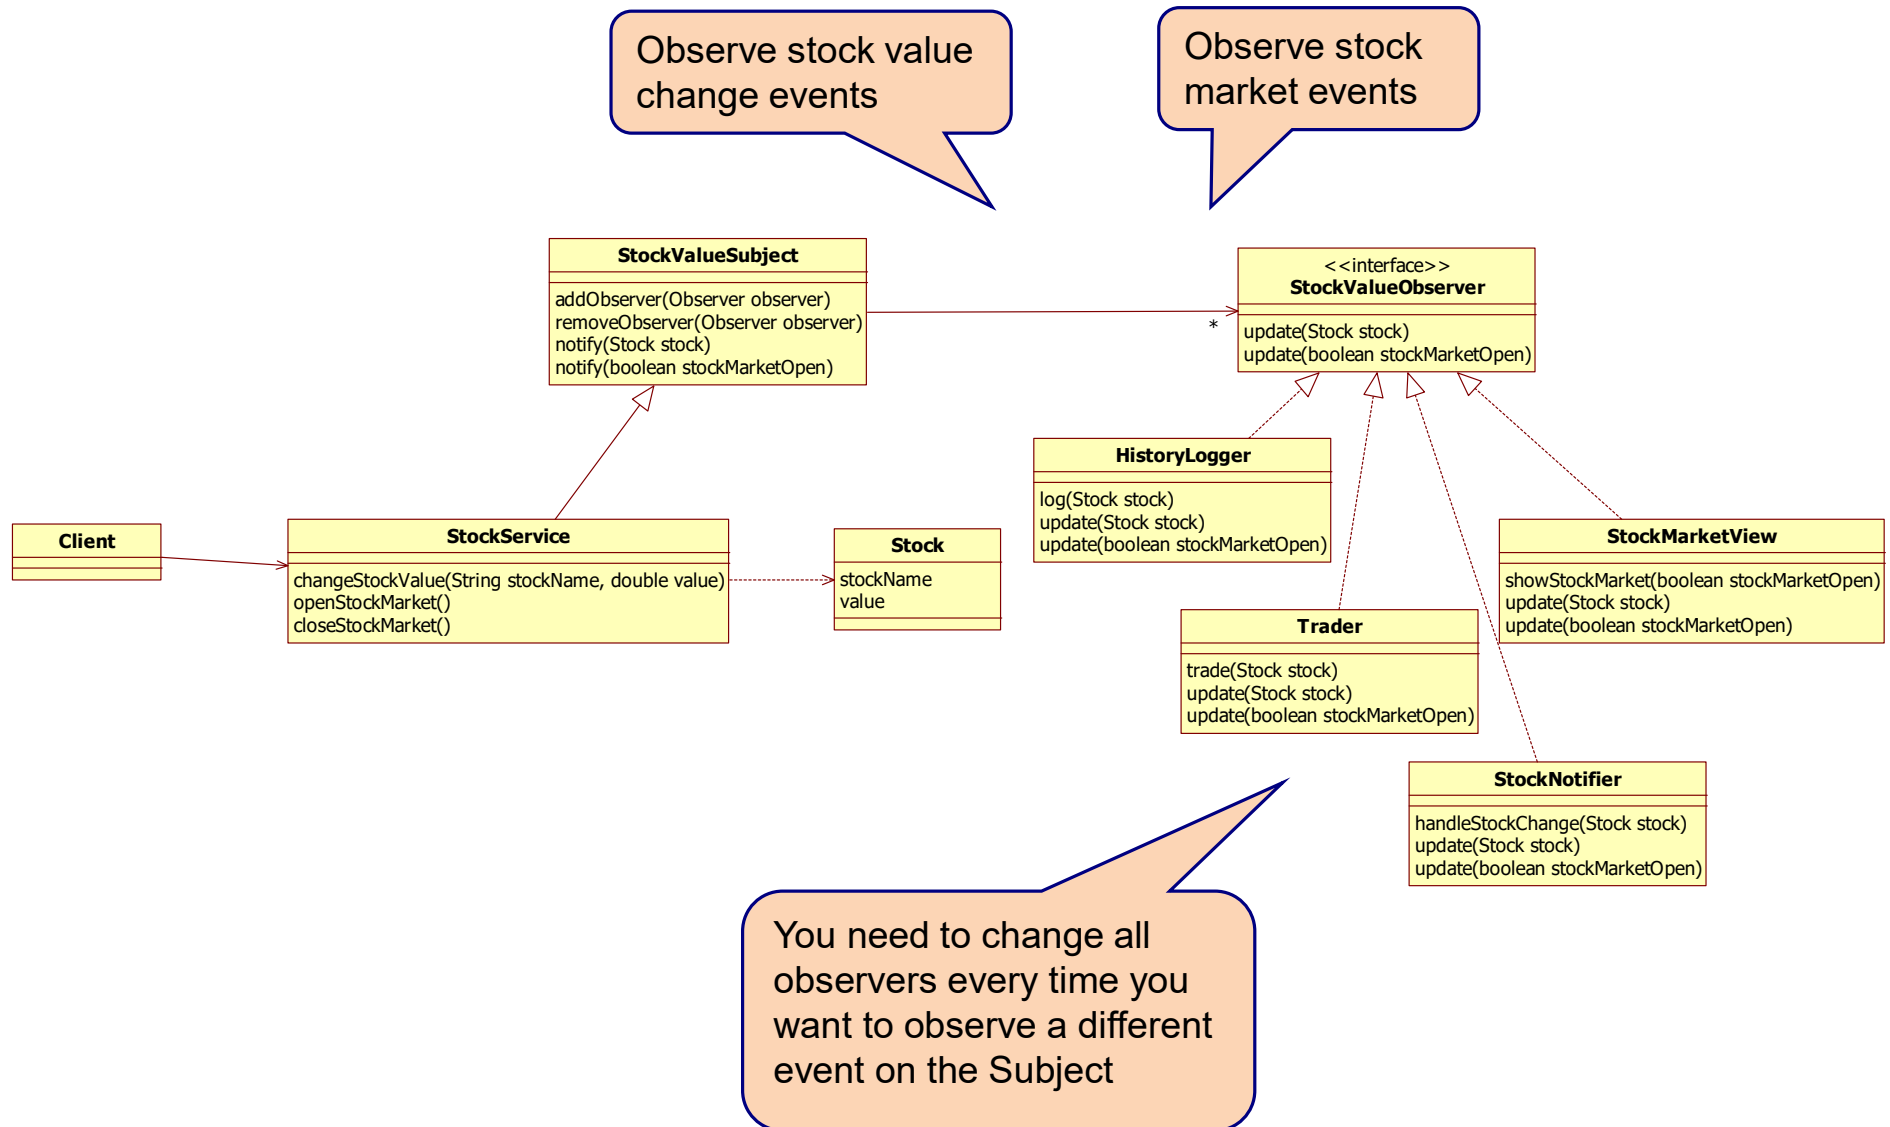 Observe stock value
change events
Observe stock
market events
StockValueSubject
addObserver(Observer observer)
removeObserver(Observer observer)
notify(Stock stock)
notify(boolean stockMarketOpen)
*
<<interface>>
StockValueObserver
update(Stock stock)
update(boolean stockMarketOpen)
HistoryLogger
log(Stock stock)
update(Stock stock)
update(boolean stockMarketOpen)
Client
StockService
changeStockValue(String stockName, double value)
openStockMarket()
closeStockMarket()
Stock
stockName
value
StockMarketView
showStockMarket(boolean stockMarketOpen)
update(Stock stock)
update(boolean stockMarketOpen)
Trader
trade(Stock stock)
update(Stock stock)
update(boolean stockMarketOpen)
StockNotifier
handleStockChange(Stock stock)
update(Stock stock)
update(boolean stockMarketOpen)
You need to change all
observers every time you
want to observe a different
event on the Subject